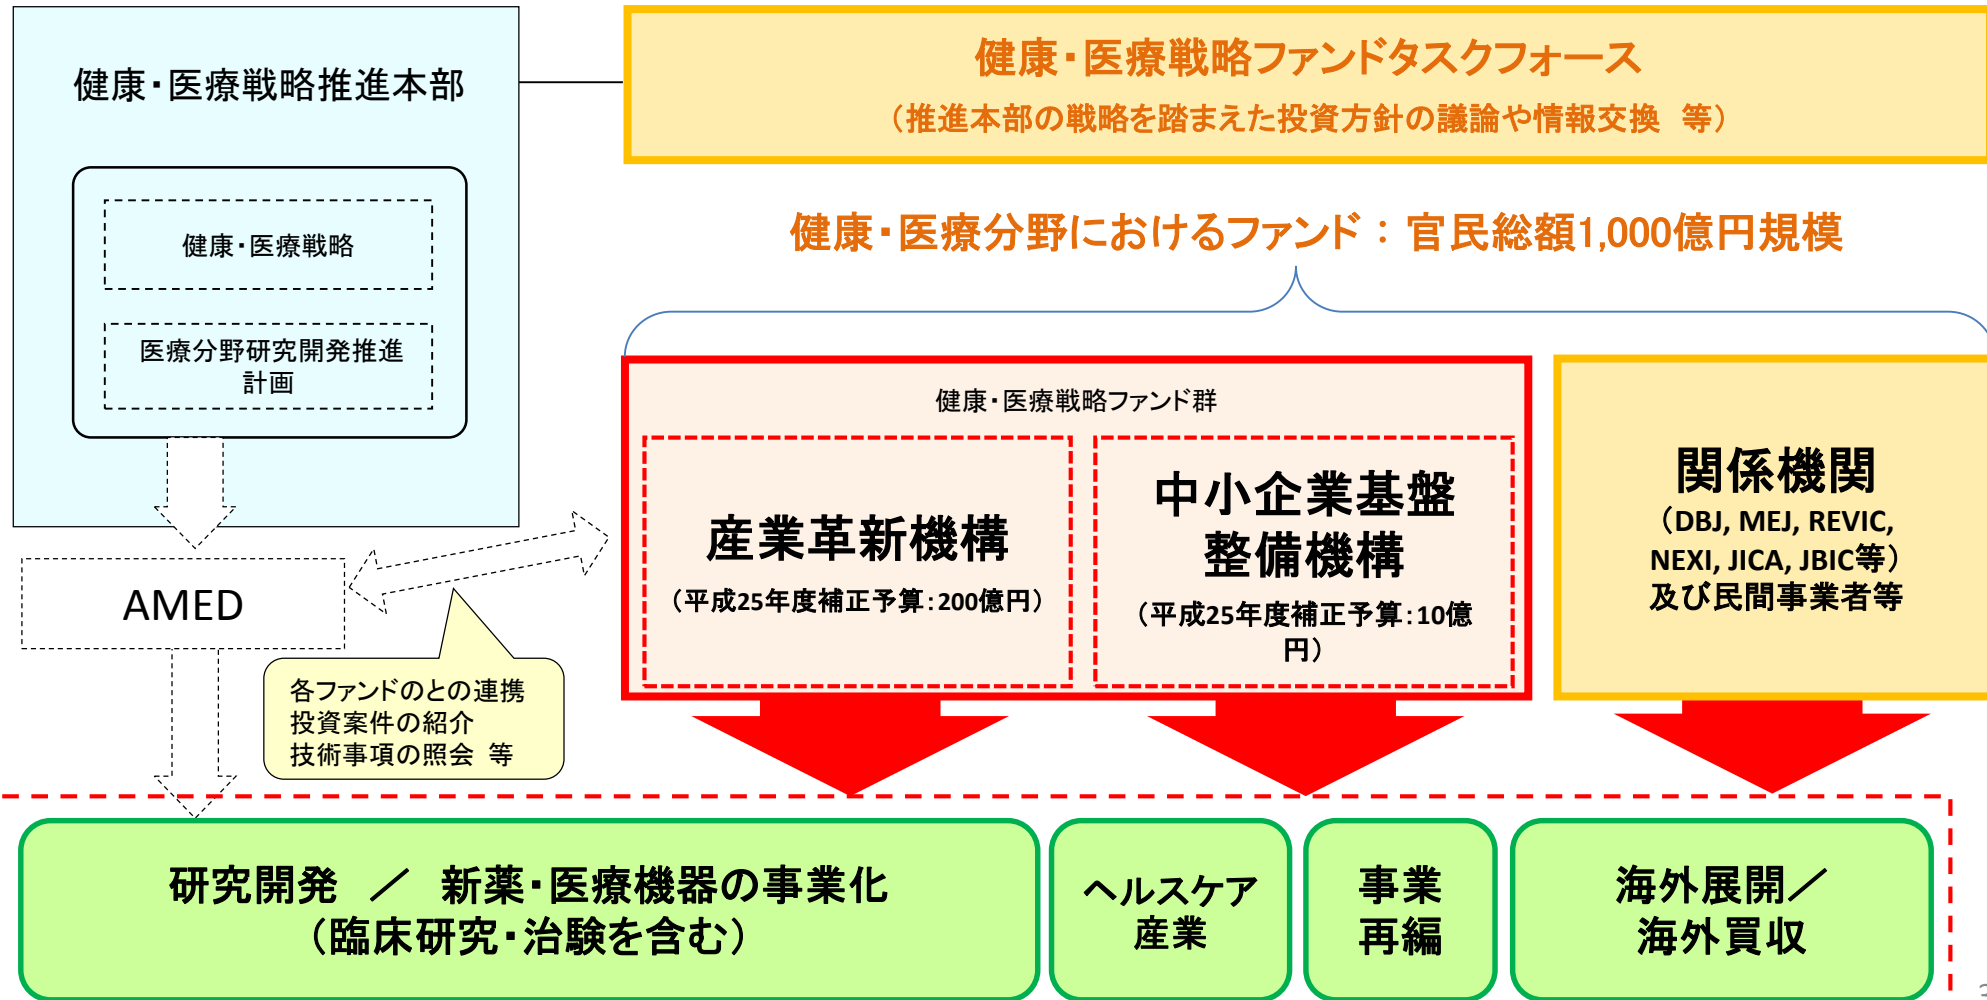 健康・医療戦略推進本部
健康・医療戦略
医療分野研究開発推進
計画
健康・医療戦略ファンドタスクフォース
（推進本部の戦略を踏まえた投資方針の議論や情報交換　等）
健康・医療分野におけるファンド：官民総額1,000億円規模
健康・医療戦略ファンド群
産業革新機構
（平成25年度補正予算：200億円）
中小企業基盤
整備機構
（平成25年度補正予算：10億
円）
関係機関
（DBJ, MEJ, REVIC,
NEXI, JICA, JBIC等）
及び民間事業者等
AMED
各ファンドのとの連携
投資案件の紹介
技術事項の照会　等
研究開発　／　新薬・医療機器の事業化
（臨床研究・治験を含む）
ヘルスケア
産業
事業
再編
海外展開／
海外買収